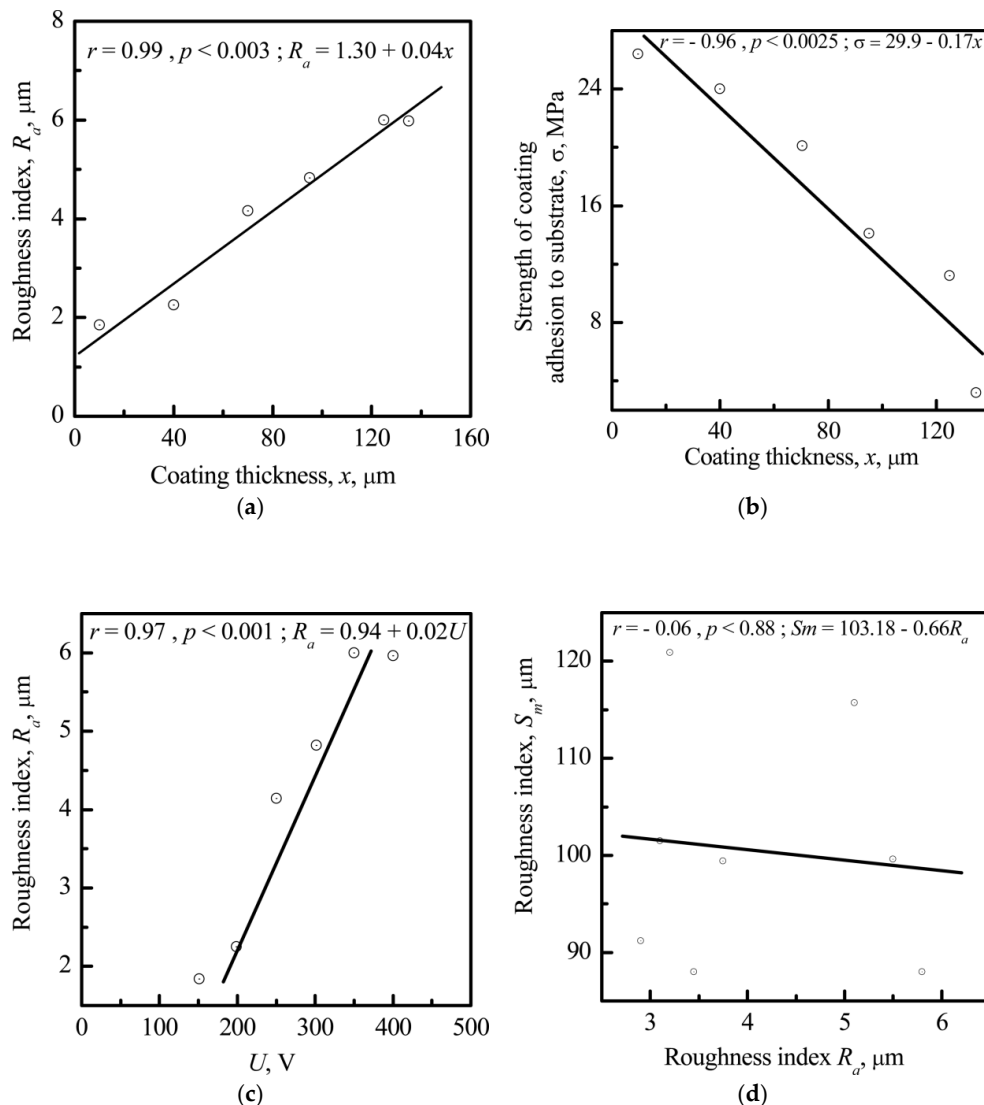 r = 0.99 , p < 0.003 ; Rₐ = 1.30 + 0.04x
Roughness index, Rₐ, μm
8
6
4
2
0
0 40 80 120 160
Coating thickness, x, μm
(a)
r = - 0.96 , p < 0.0025 ; σ = 29.9 - 0.17x
Strength of coating
adhesion to substrate, σ, MPa
24
16
8
0 40 80 120
Coating thickness, x, μm
(b)
r = 0.97 , p < 0.001 ; Rₐ = 0.94 + 0.02U
Roughness index, Rₐ, μm
6
5
4
3
2
0 100 200 300 400 500
U, V
(c)
r = - 0.06 , p < 0.88 ; Sm = 103.18 - 0.66Rₐ
Roughness index, Sₘ, μm
120
110
100
90
3 4 5 6
Roughness index Rₐ, μm
(d)